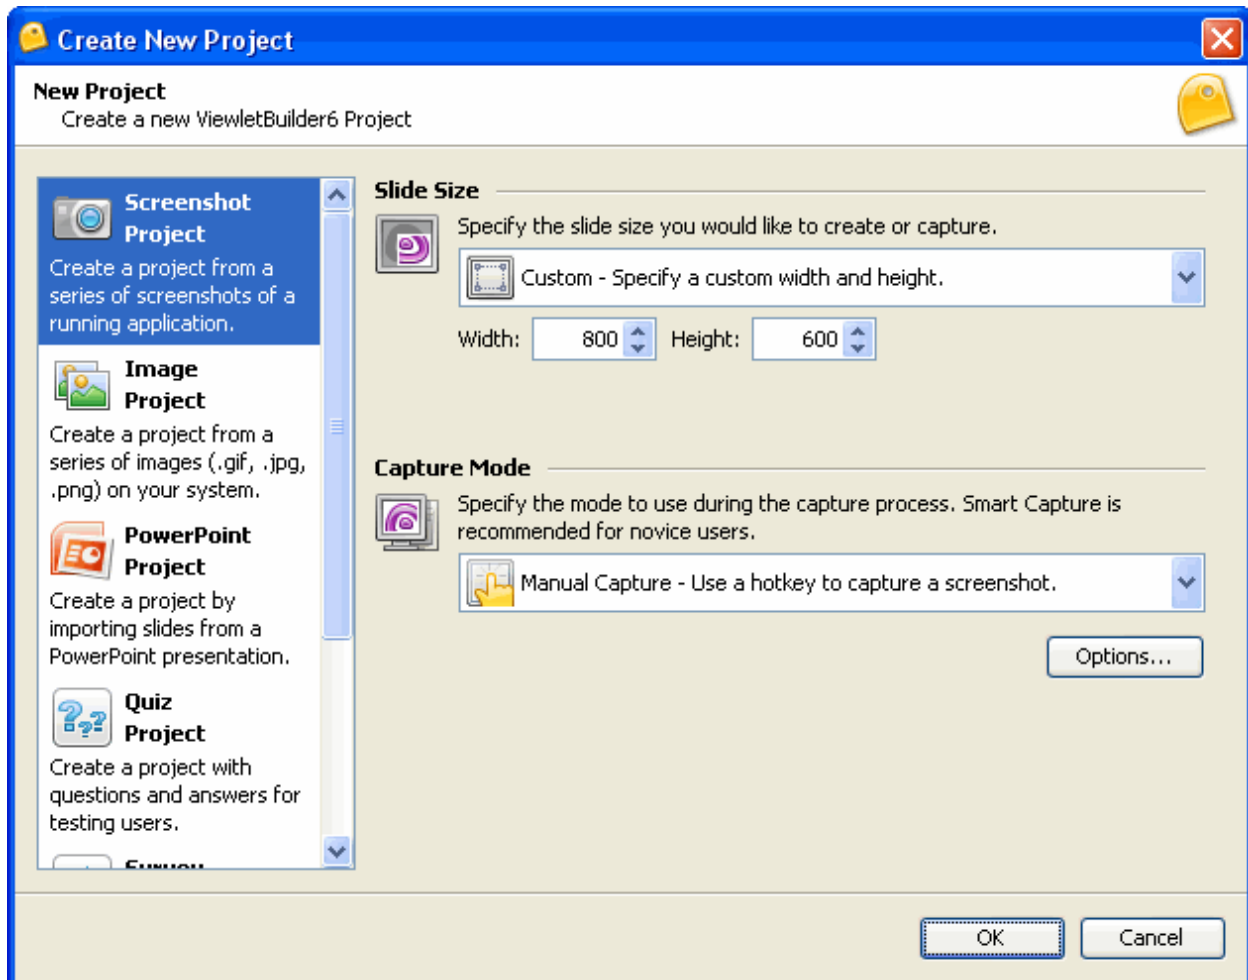 Create New Project
New Project
Create a new ViewletBuilder6 Project
Screenshot
Project
Create a project from a
series of screenshots of a
running application.
Image
Project
Create a project from a
series of images (.gif, .jpg,
.png) on your system.
PowerPoint
Project
Create a project by
importing slides from a
PowerPoint presentation.
Quiz
Project
Create a project with
questions and answers for
testing users.
Survey
Slide Size
Specify the slide size you would like to create or capture.
Custom - Specify a custom width and height.
Width: 800 Height: 600
Capture Mode
Specify the mode to use during the capture process. Smart Capture is
recommended for novice users.
Manual Capture - Use a hotkey to capture a screenshot.
Options...
OK Cancel